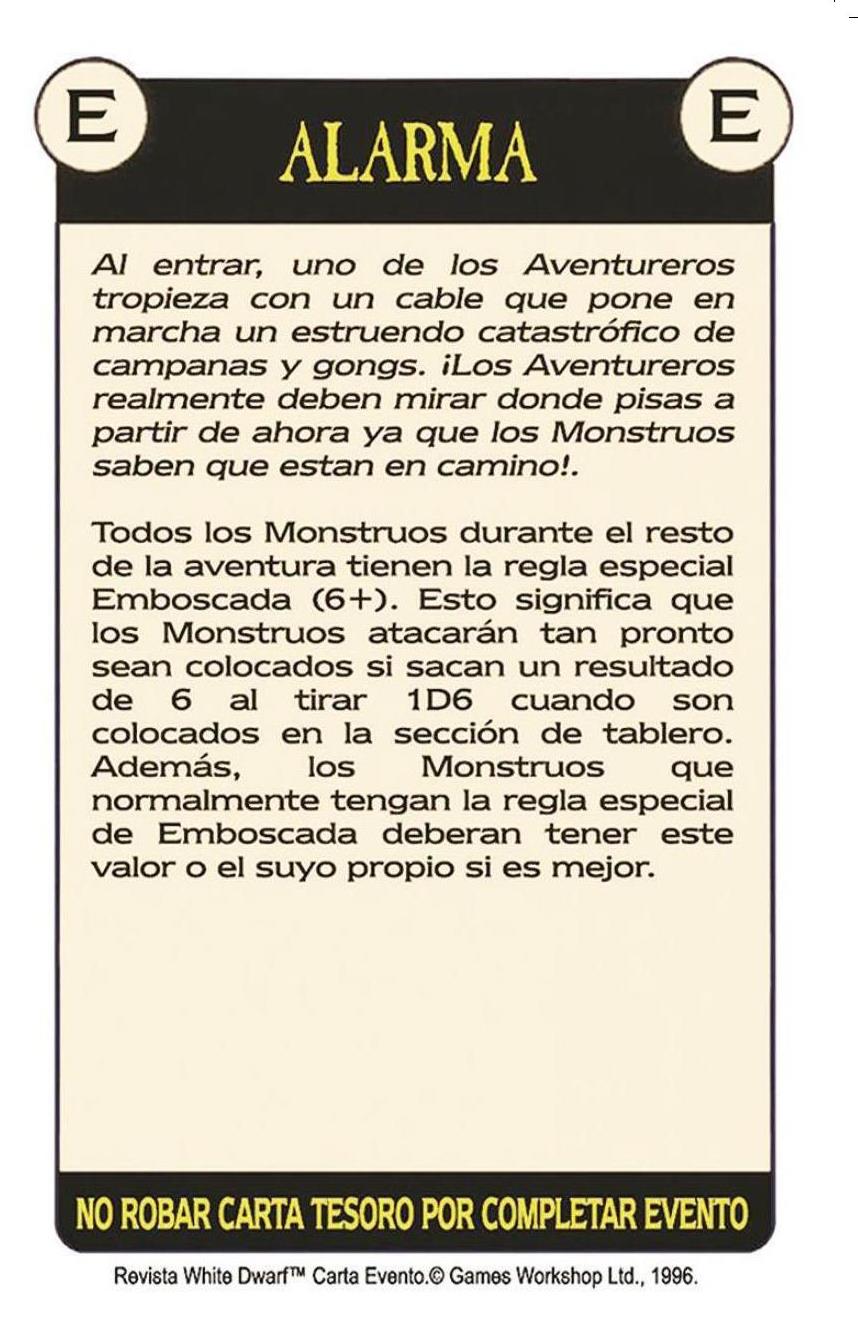 E
E
ALARMA
Al entrar, uno de los Aventureros
tropieza con un cable que pone en
marcha un estruendo catastrófico de
campanas y gongs. ¡Los Aventureros
realmente deben mirar donde pisas a
partir de ahora ya que los Monstruos
saben que estan en camino!.
Todos los Monstruos durante el resto
de la aventura tienen la regla especial
Emboscada (6+). Esto significa que
los Monstruos atacarán tan pronto
sean colocados si sacan un resultado
de 6 al tirar 1D6 cuando son
colocados en la sección de tablero.
Además, los Monstruos que
normalmente tengan la regla especial
de Emboscada deberan tener este
valor o el suyo propio si es mejor.
NO ROBAR CARTA TESORO POR COMPLETAR EVENTO
Revista White Dwarf™ Carta Evento.© Games Workshop Ltd., 1996.